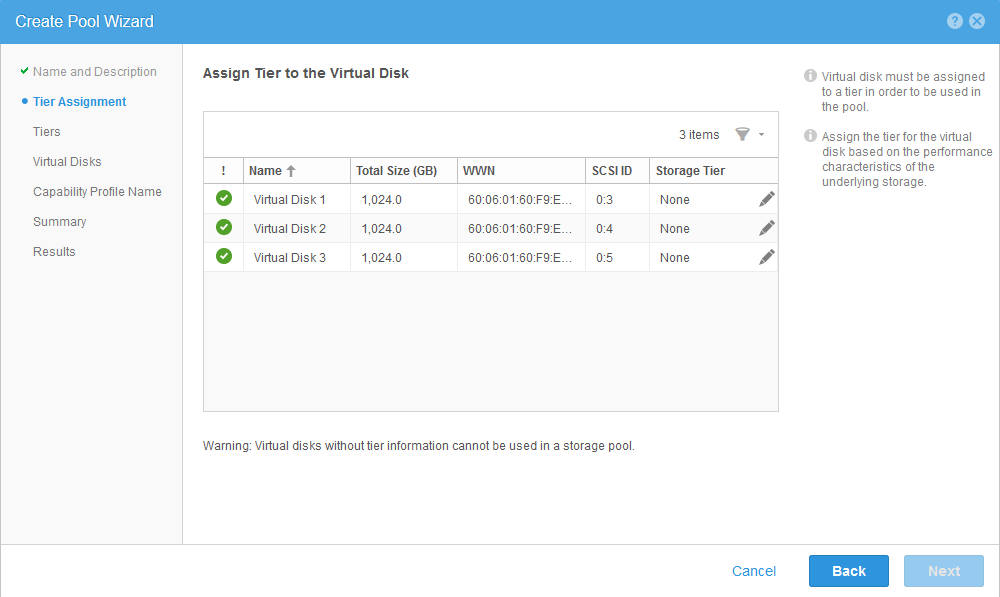 Create Pool Wizard
Name and Description
Tier Assignment
Tiers
Virtual Disks
Capability Profile Name
Summary
Results
Assign Tier to the Virtual Disk
3 items
! Name Total Size (GB) WWN SCSI ID Storage Tier
Virtual Disk 1 1,024.0 60:06:01:60:F9:E... 0:3 None
Virtual Disk 2 1,024.0 60:06:01:60:F9:E... 0:4 None
Virtual Disk 3 1,024.0 60:06:01:60:F9:E... 0:5 None
Warning: Virtual disks without tier information cannot be used in a storage pool.
Virtual disk must be assigned
to a tier in order to be used in
the pool.
Assign the tier for the virtual
disk based on the performance
characteristics of the
underlying storage.
Cancel
Back
Next